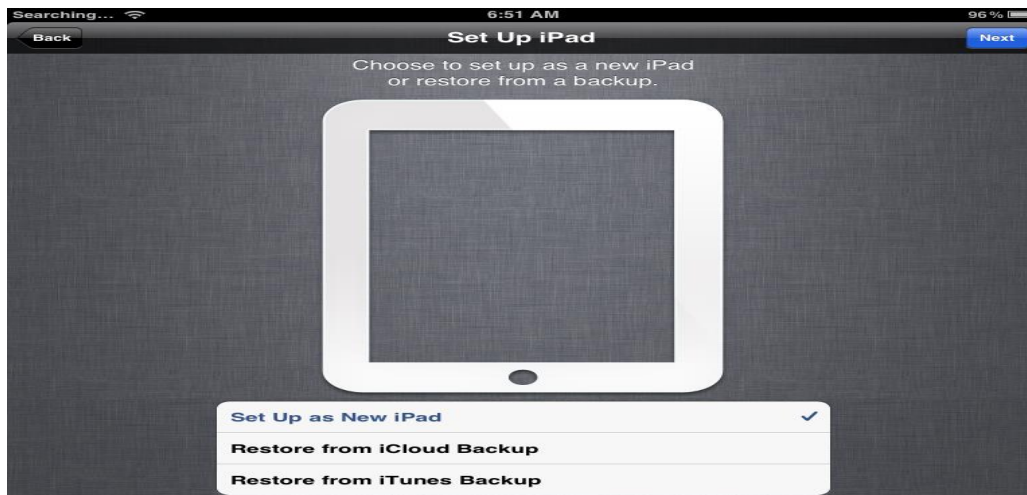 Searching... 6:51 AM 96%
Back Set Up iPad Next
Choose to set up as a new iPad
or restore from a backup.
Set Up as New iPad
Restore from iCloud Backup
Restore from iTunes Backup